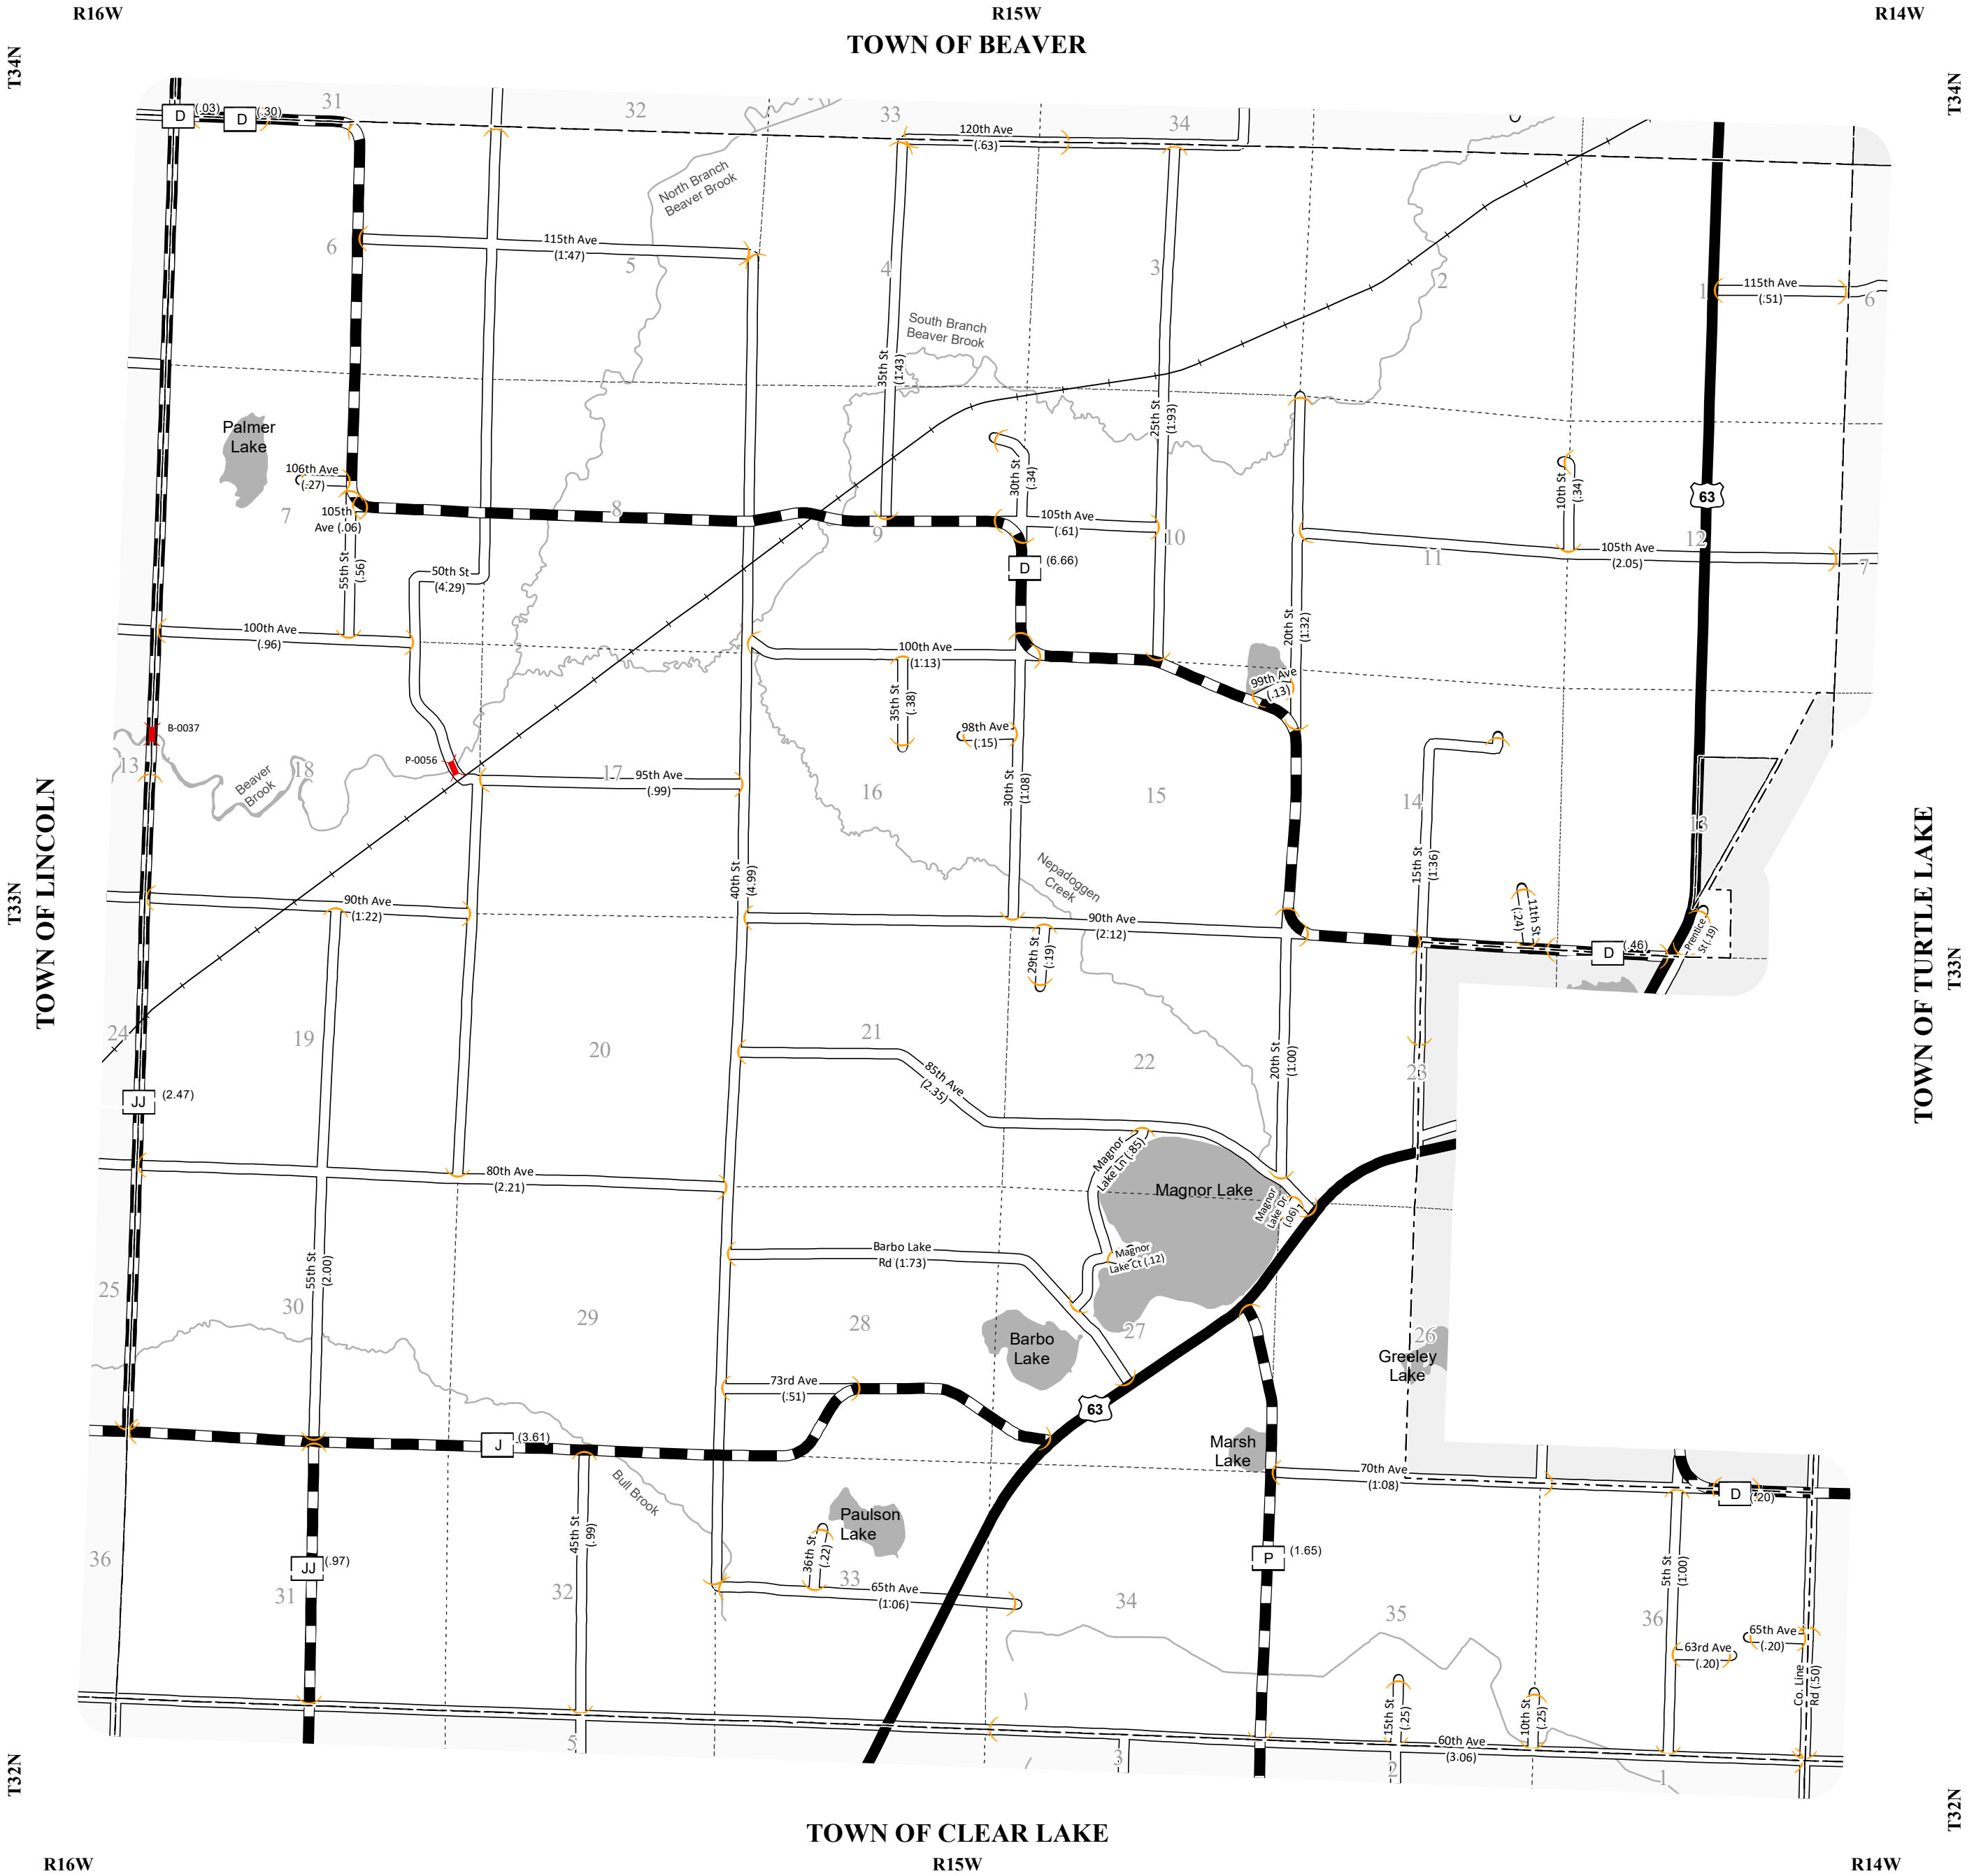 R16W
R15W
R14W
TOWN OF BEAVER
T34N
T34N
D
(.03)
D
(.30)
31
32
33
34
120th Ave
(.63)
North Branch
Beaver Brook
6
115th Ave
(1.47)
5
4
3
2
1
115th Ave
(.51)
6
South Branch
Beaver Brook
35th St
(1.43)
25th St
(1.93)
Palmer
Lake
106th Ave
(.27)
7
105th
Ave (.06)
55th St
(.56)
8
9
30th St
(.34)
105th Ave
(.61)
10
D
(6.66)
10th St
(.34)
63
11
105th Ave
(2.05)
12
7
50th St
(4.29)
100th Ave
(.96)
100th Ave
(1.13)
20th St
(1.32)
99th Ave
(.13)
35th St
(.38)
98th Ave
(.15)
B-0037
P-0056
13
18
Beaver
Brook
17
95th Ave
(.99)
16
30th St
(1.08)
15
14
13
TOWN OF LINCOLN
TOWN OF TURTLE LAKE
T33N
T33N
40th St
(4.99)
Nepadoggen
Creek
15th St
(1.36)
90th Ave
(1.22)
90th Ave
(2.12)
29th St
(.19)
11th St
(.24)
D
(.46)
Prentice
St (.19)
24
19
20
21
22
23
85th Ave
(2.35)
20th St
(1.00)
JJ
(2.47)
80th Ave
(2.21)
Magnor
Lake Ln (.85)
Magnor Lake
Magnor
Lake Dr
(.06)
55th St
(2.00)
Barbo Lake
Rd (1.73)
Magnor
Lake Ct (.12)
25
30
29
28
27
26
Barbo
Lake
Greeley
Lake
73rd Ave
(.51)
63
J
(3.61)
Marsh
Lake
70th Ave
(1.08)
D
(.20)
Bull Brook
Paulson
Lake
45th St
(.99)
36th St
(.22)
36
JJ
(.97)
31
32
33
65th Ave
(1.06)
34
P
(1.65)
35
36
5th St
(1.00)
65th Ave
(.20)
63rd Ave
(.20)
Co. Line
Rd (.50)
15th St
(.25)
10th St
(.25)
5
3
60th Ave
(3.06)
2
1
T32N
T32N
TOWN OF CLEAR LAKE
R16W
R15W
R14W